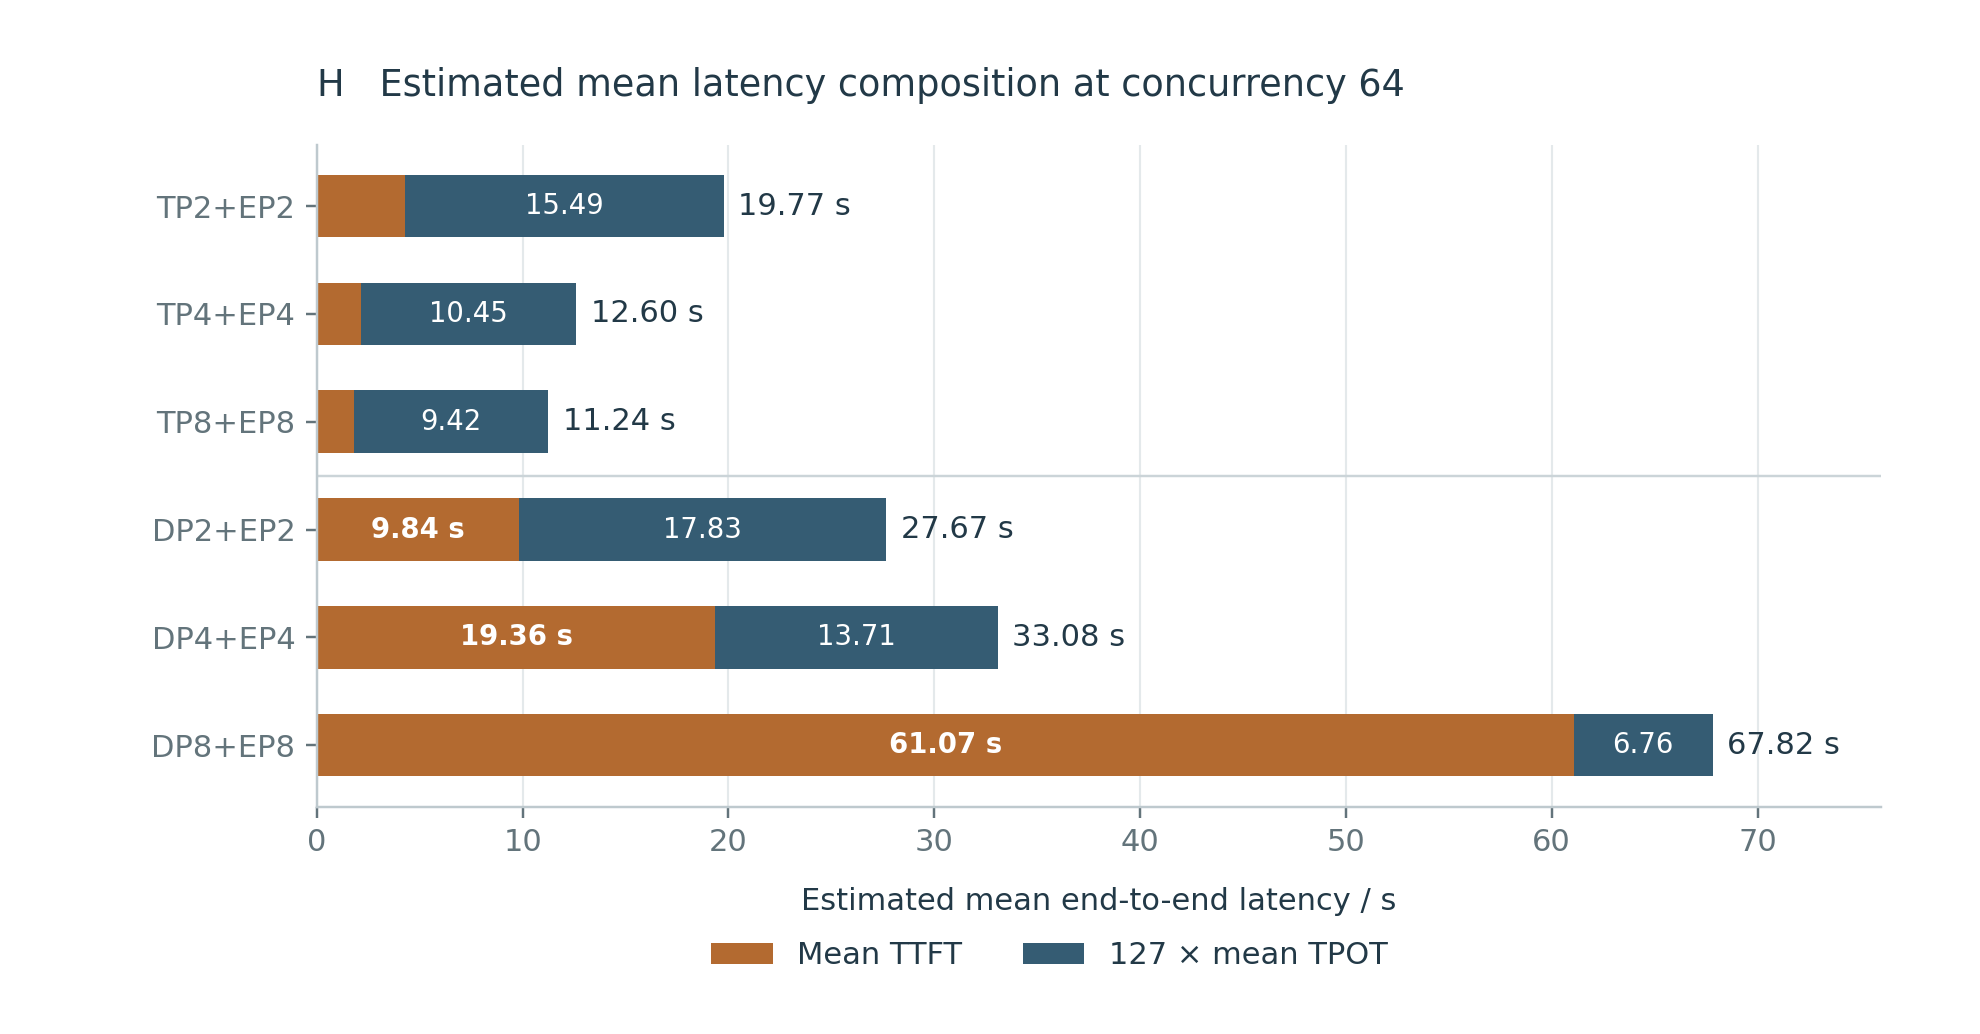 H Estimated mean latency composition at concurrency 64
TP2+EP2 15.49 19.77 s
TP4+EP4 10.45 12.60 s
TP8+EP8 9.42 11.24 s
DP2+EP2 9.84 s 17.83 27.67 s
DP4+EP4 19.36 s 13.71 33.08 s
DP8+EP8 61.07 s 6.76 67.82 s
0 10 20 30 40 50 60 70
Estimated mean end-to-end latency / s
Mean TTFT 127 × mean TPOT